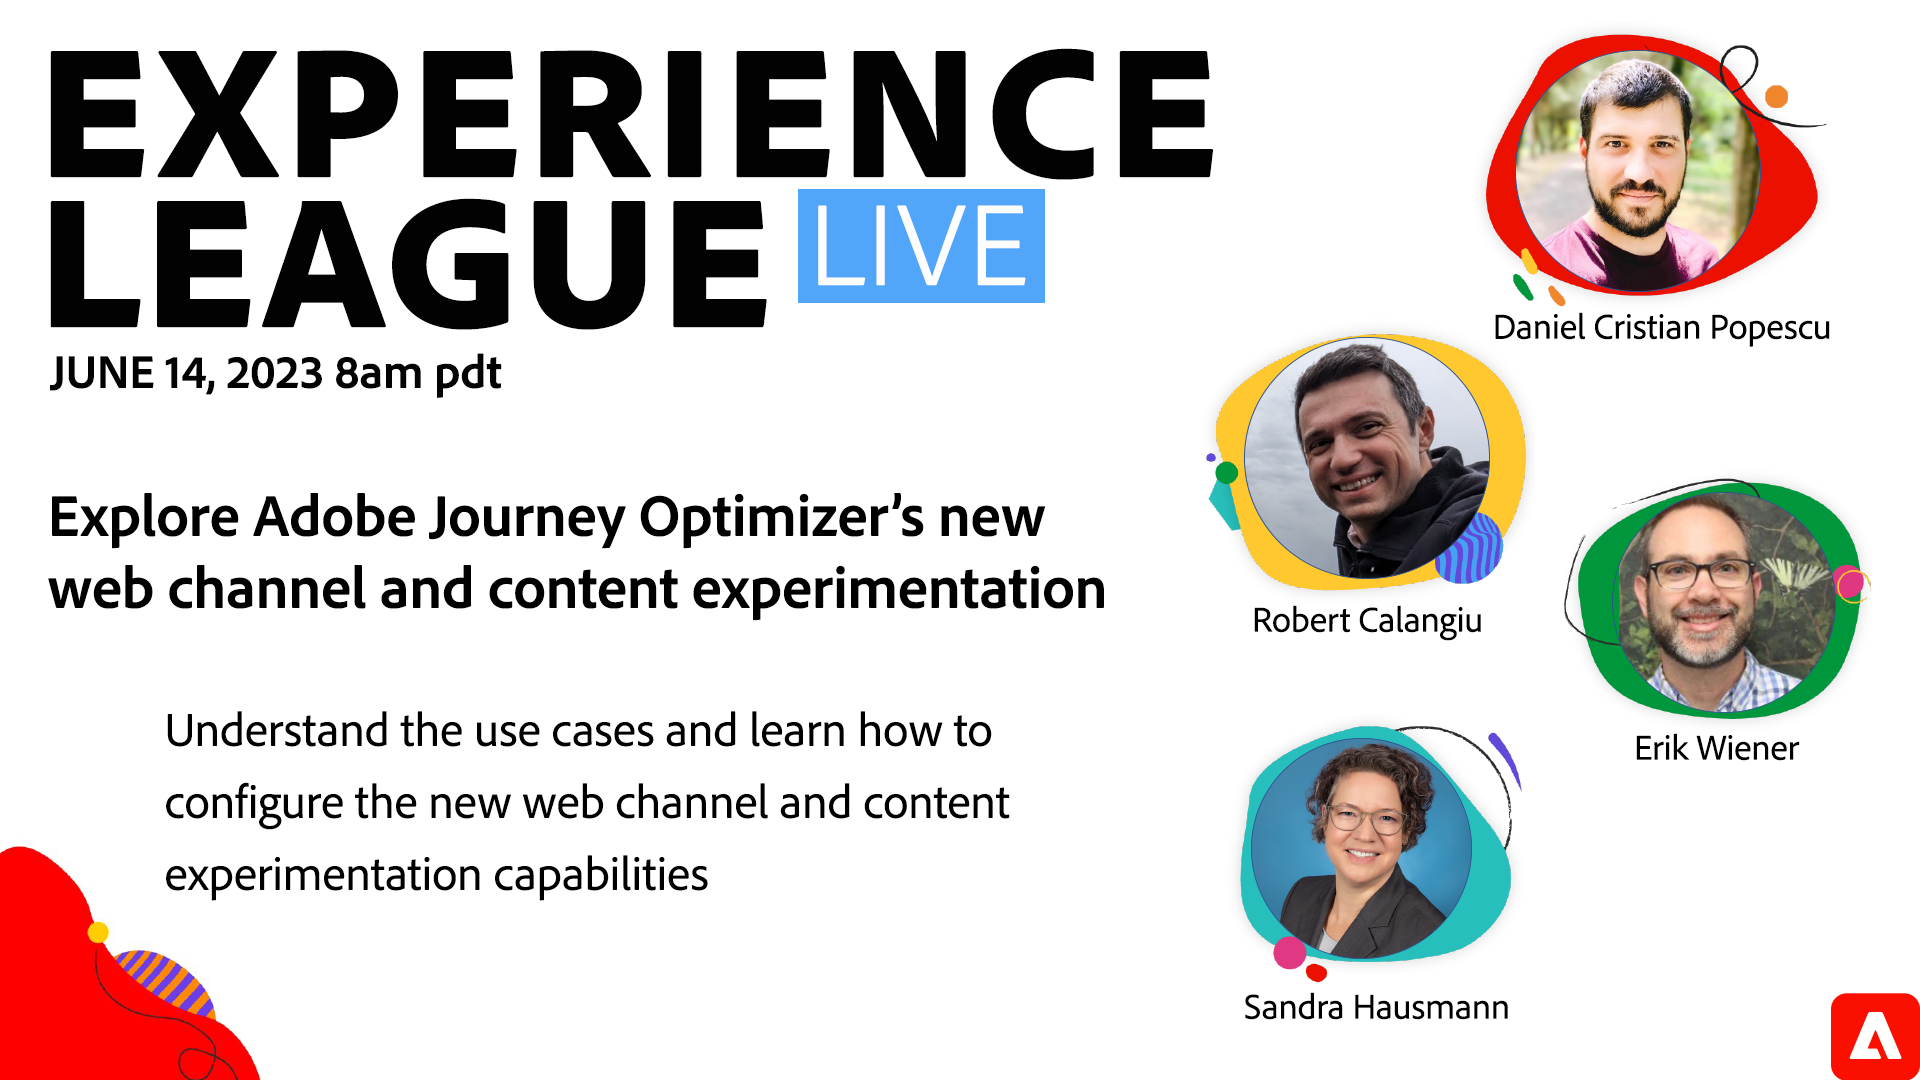 EXPERIENCE
LEAGUE LIVE
JUNE 14, 2023 8am pdt
Explore Adobe Journey Optimizer’s new
web channel and content experimentation
Understand the use cases and learn how to
configure the new web channel and content
experimentation capabilities
Daniel Cristian Popescu
Robert Calangiu
Erik Wiener
Sandra Hausmann